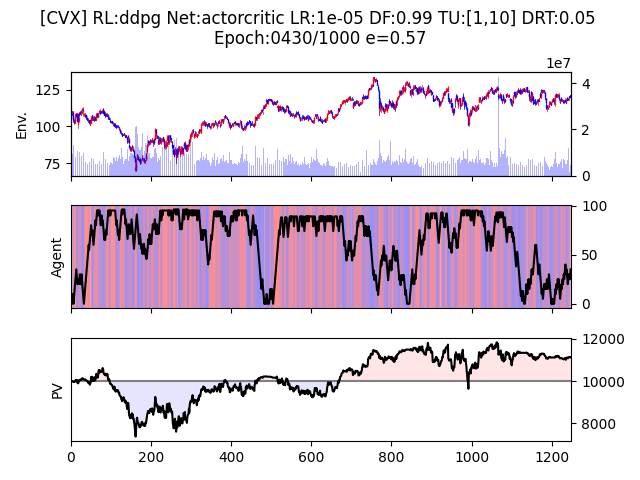 [CVX] RL:ddpg Net:actorcritic LR:1e-05 DF:0.99 TU:[1,10] DRT:0.05
Epoch:0430/1000 e=0.57
1e7
Env.
125
100
75
4
2
0
Agent
100
50
0
PV
12000
10000
8000
0 200 400 600 800 1000 1200